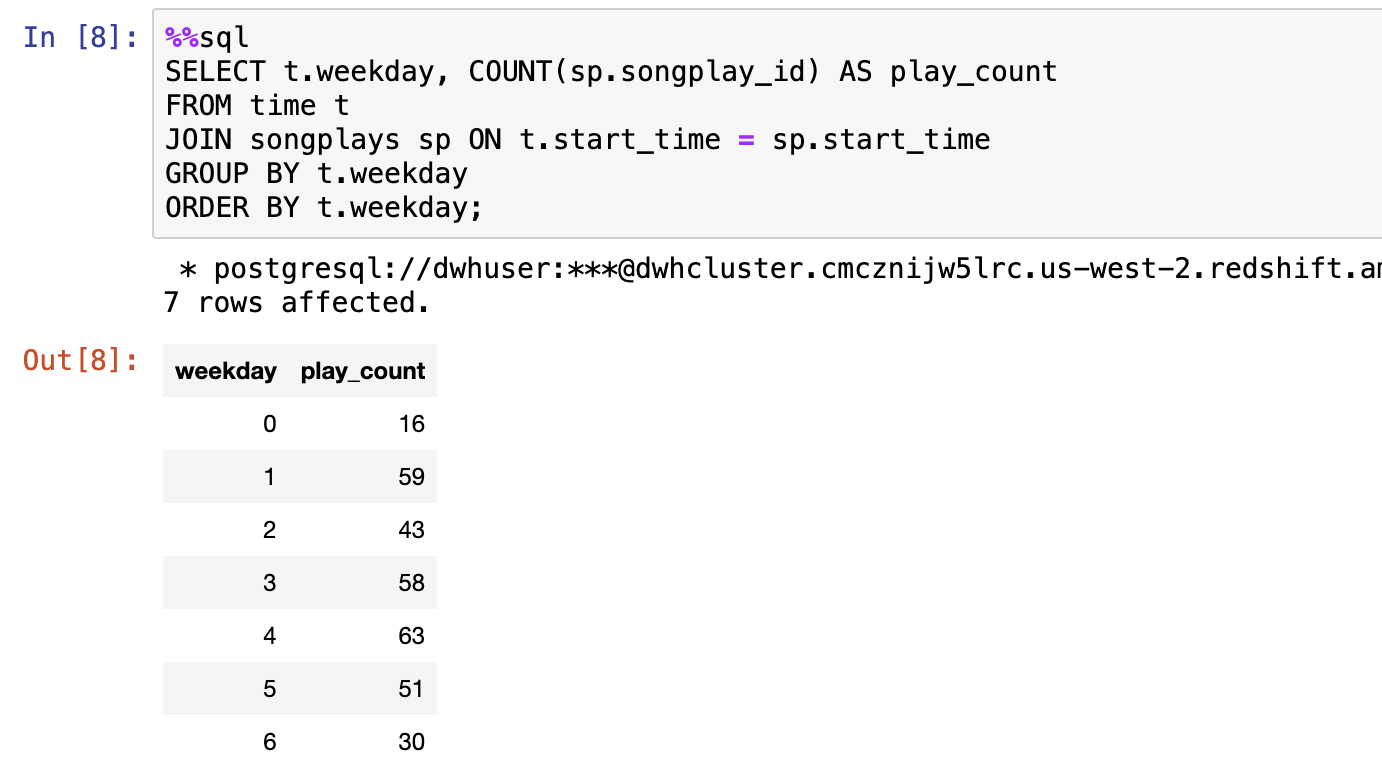 In [8]: %%sql
SELECT t.weekday, COUNT(sp.songplay_id) AS play_count
FROM time t
JOIN songplays sp ON t.start_time = sp.start_time
GROUP BY t.weekday
ORDER BY t.weekday;
* postgresql://dwhuser:***@dwhcluster.cmcznijw5lrc.us-west-2.redshift.am
7 rows affected.
Out[8]:
weekday play_count
0 16
1 59
2 43
3 58
4 63
5 51
6 30